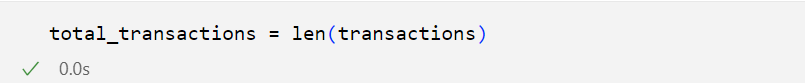 total_transactions = len(transactions)
0.0s